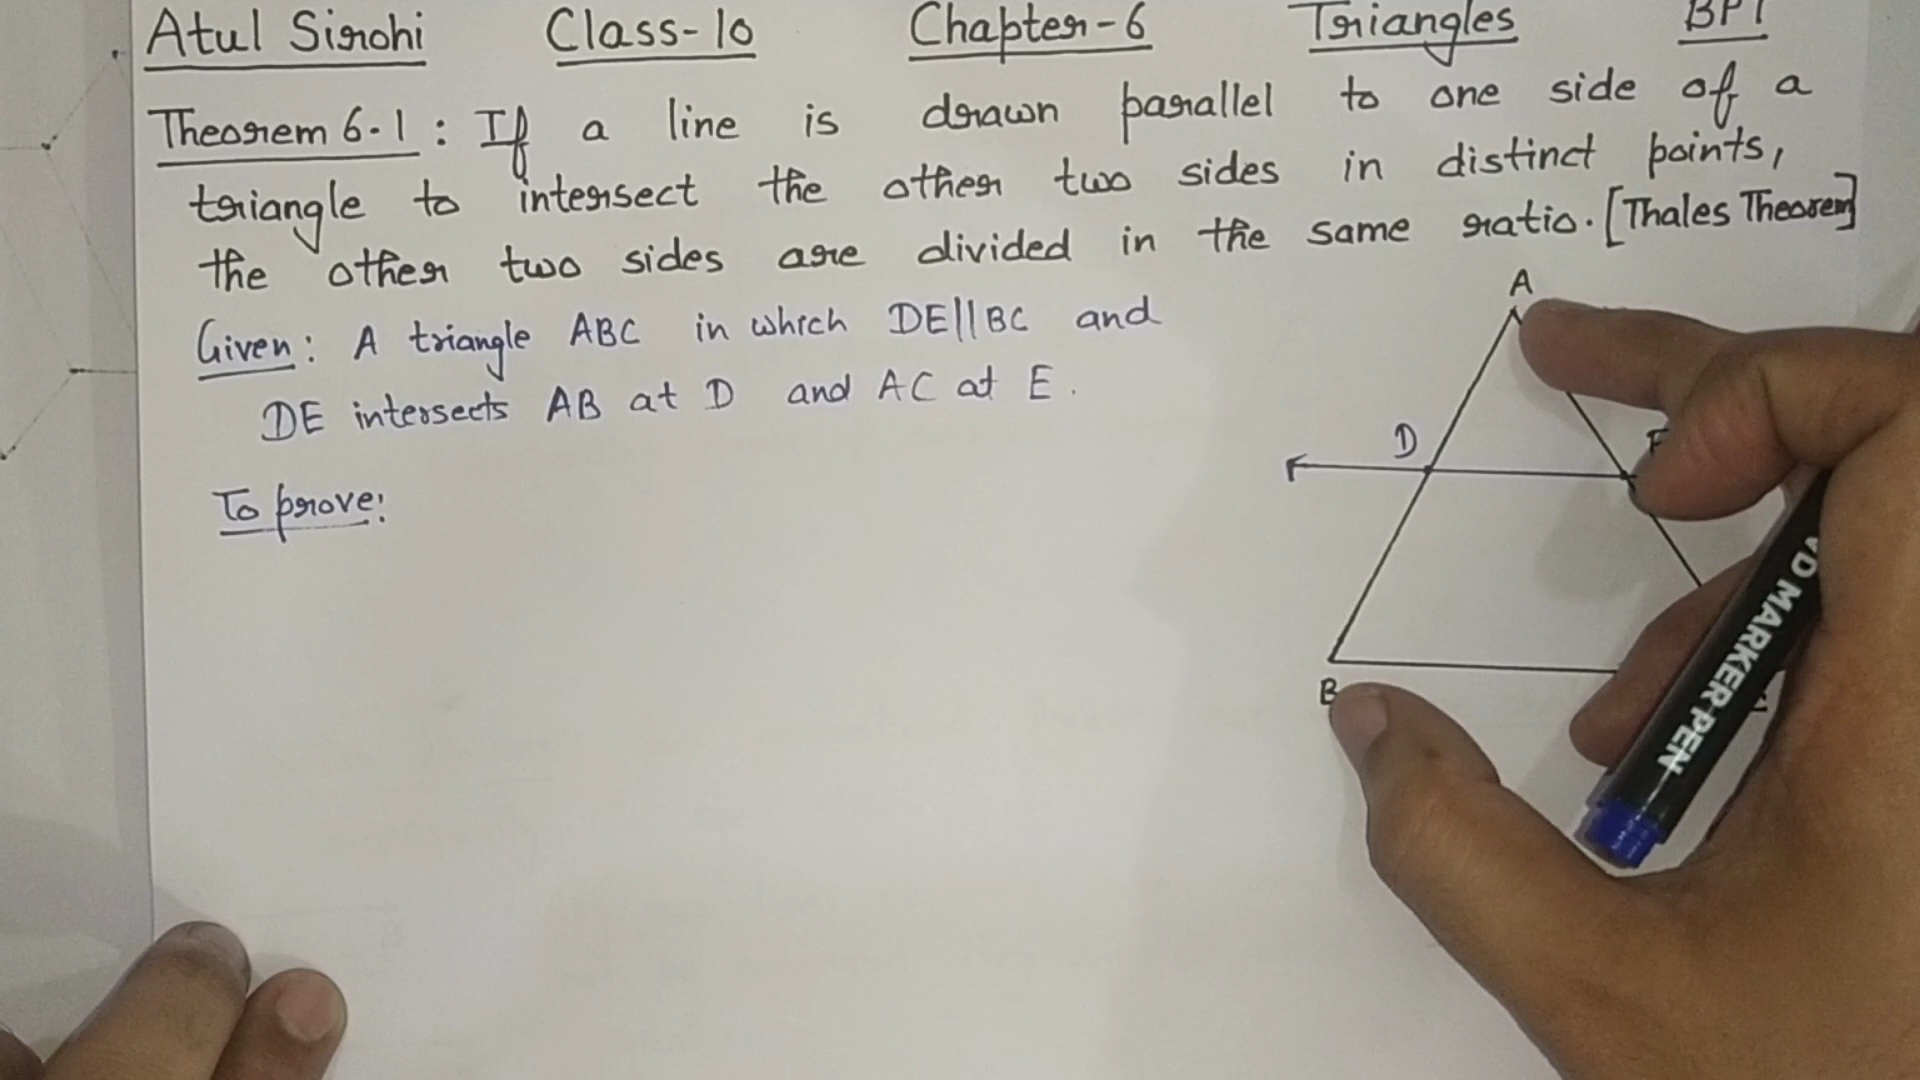 Atul Sirohi Class-10 Chapter-6 Triangles BPT
Theorem 6.1: If a line is drawn parallel to one side of a
triangle to intersect the other two sides in distinct points,
the other two sides are divided in the same ratio. [Thales Theorem]
Given: A triangle ABC in which DE||BC and
DE intersects AB at D and AC at E.
To prove:
A
D
E
B
MARKER PEN